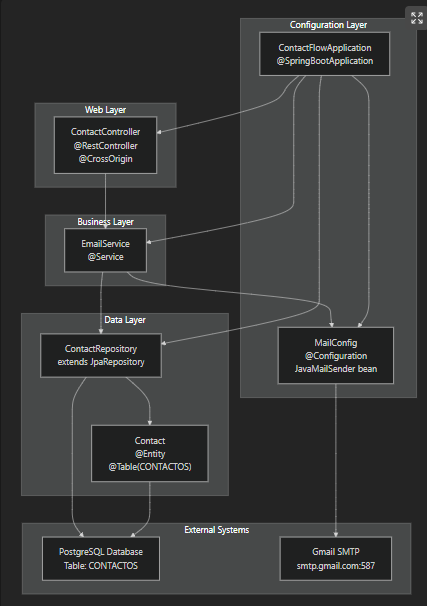 Configuration Layer
ContactFlowApplication
@SpringBootApplication
Web Layer
ContactController
@RestController
@CrossOrigin
Business Layer
EmailService
@Service
Data Layer
ContactRepository
extends JpaRepository
MailConfig
@Configuration
JavaMailSender bean
Contact
@Entity
@Table(CONTACTOS)
External Systems
PostgreSQL Database
Table: CONTACTOS
Gmail SMTP
smtp.gmail.com:587